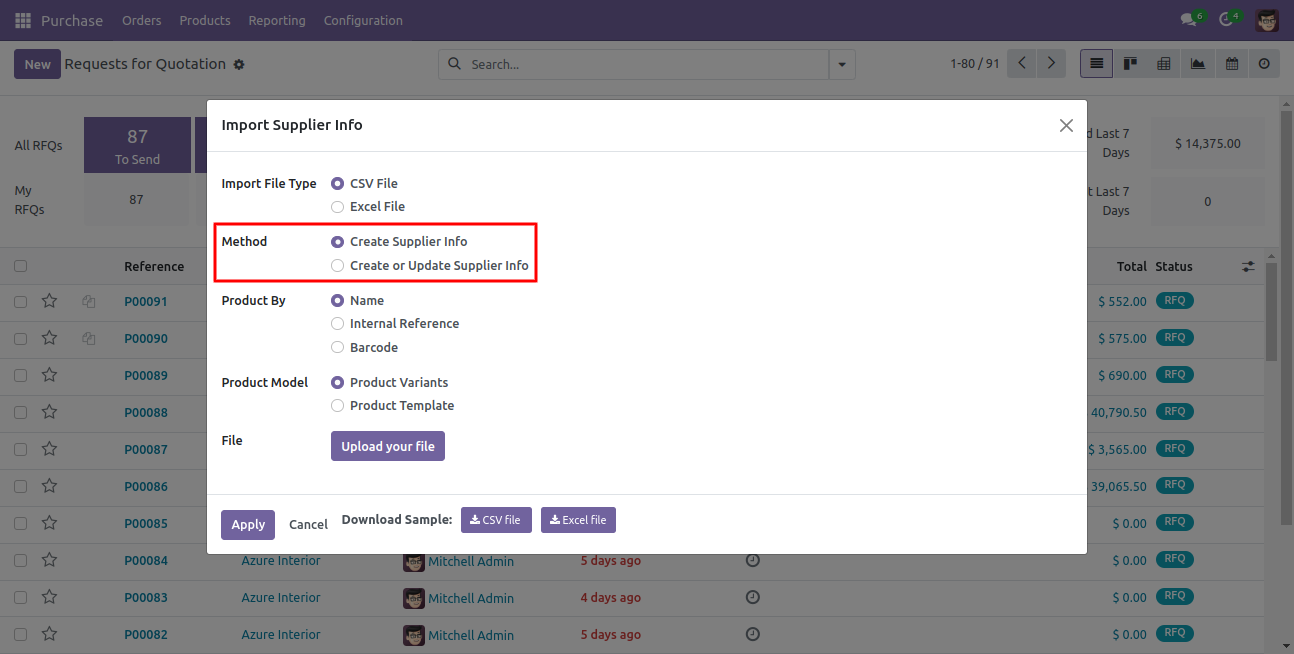 Purchase Orders Products Reporting Configuration 6 4
New Requests for Quotation Search... 1-80 / 91
Import Supplier Info
All RFQs 87 To Send d Last 7 Days $ 14,375.00
My RFQs 87 t Last 7 Days 0
Import File Type CSV File
Excel File
Method Create Supplier Info
Create or Update Supplier Info
Product By Name
Internal Reference
Barcode
Product Model Product Variants
Product Template
File Upload your file
Apply Cancel Download Sample: CSV file Excel file
Reference Total Status
P00091 $ 552.00 RFQ
P00090 $ 575.00 RFQ
P00089 $ 690.00 RFQ
P00088 40,790.50 RFQ
P00087 $ 3,565.00 RFQ
P00086 39,065.50 RFQ
P00085 $ 0.00 RFQ
P00084 Azure Interior Mitchell Admin 5 days ago $ 0.00 RFQ
P00083 Azure Interior Mitchell Admin 4 days ago $ 0.00 RFQ
P00082 Azure Interior Mitchell Admin 5 days ago $ 0.00 RFQ